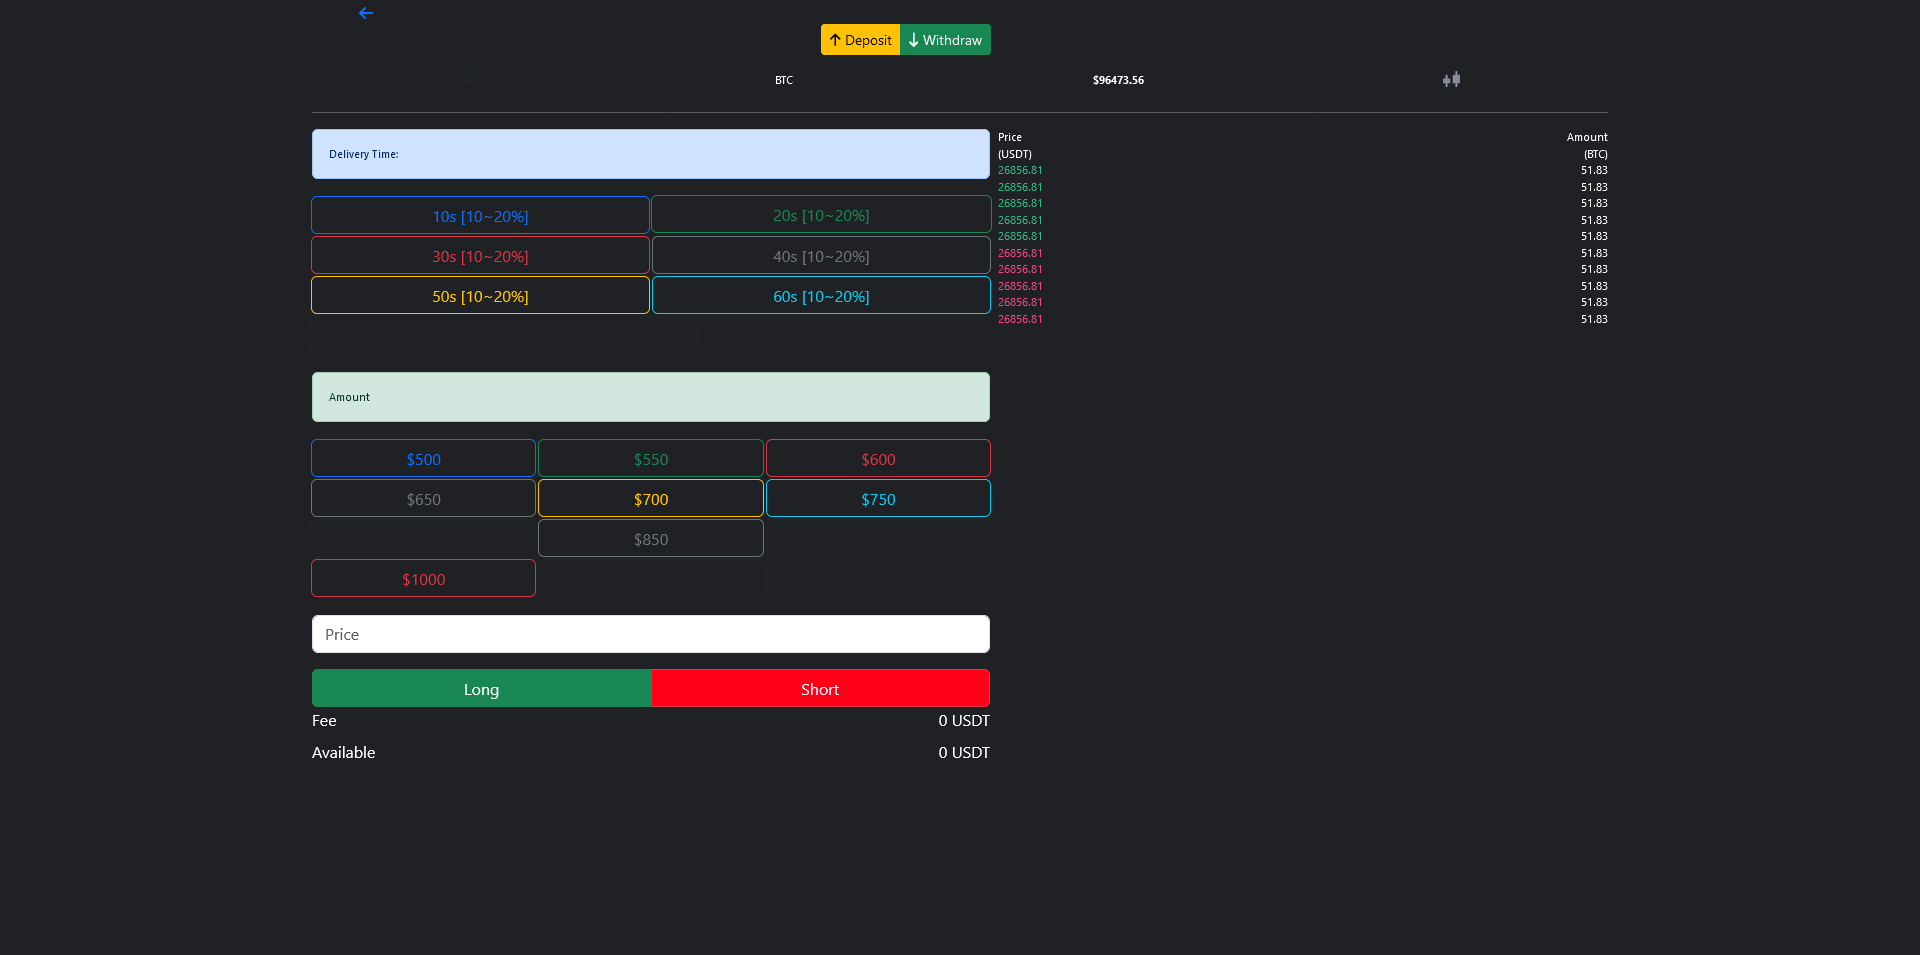 Deposit Withdraw
BTC $96473.56
Delivery Time:
10s [10~20%] 20s [10~20%]
30s [10~20%] 40s [10~20%]
50s [10~20%] 60s [10~20%]
Amount
$500 $550 $600
$650 $700 $750
$850
$1000
Price
Long Short
Fee 0 USDT
Available 0 USDT
Price Amount
(USDT) (BTC)
26856.81 51.83
26856.81 51.83
26856.81 51.83
26856.81 51.83
26856.81 51.83
26856.81 51.83
26856.81 51.83
26856.81 51.83
26856.81 51.83
26856.81 51.83